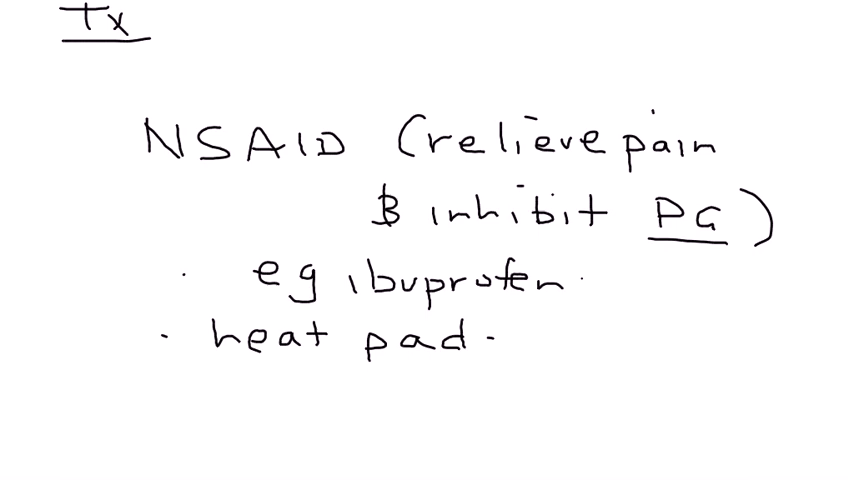 Tx
NSAID (relieve pain
& inhibit PG)
· eg ibuprofen.
· heat pad.